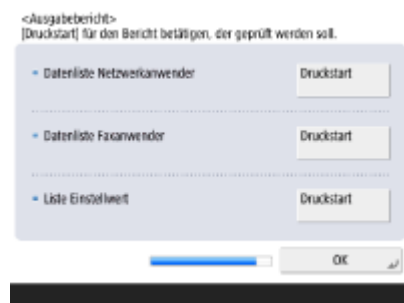 <Ausgabebericht>
[Druckstart] für den Bericht betätigen, der geprüft werden soll.
Datenliste Netzwerkanwender
Druckstart
Datenliste Faxanwender
Druckstart
Liste Einstellwert
Druckstart
OK